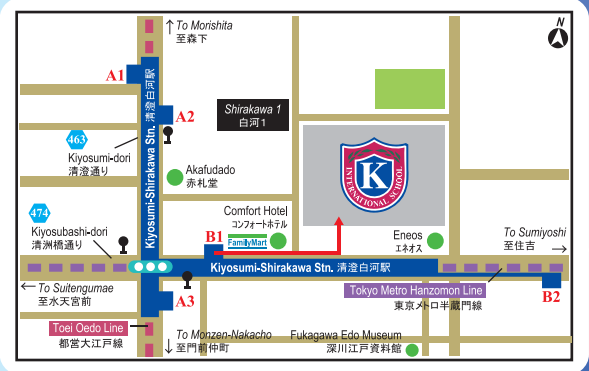 N
To Morishita
至森下
A1
A2
Kiyosumi-Shirakawa Stn. 清澄白河駅
Shirakawa 1
白河1
463
Kiyosumi-dori
清澄通り
Akafudado
赤札堂
K
INTERNATIONAL SCHOOL
474
Kiyosubashi-dori
清洲橋通り
Comfort Hotel
コンフォートホテル
FamilyMart
B1
Eneos
エネオス
To Sumiyoshi
至住吉
Kiyosumi-Shirakawa Stn. 清澄白河駅
To Suitengumae
至水天宮前
A3
Tokyo Metro Hanzomon Line
東京メトロ半蔵門線
B2
Toei Oedo Line
都営大江戸線
To Monzen-Nakacho
至門前仲町
Fukagawa Edo Museum
深川江戸資料館